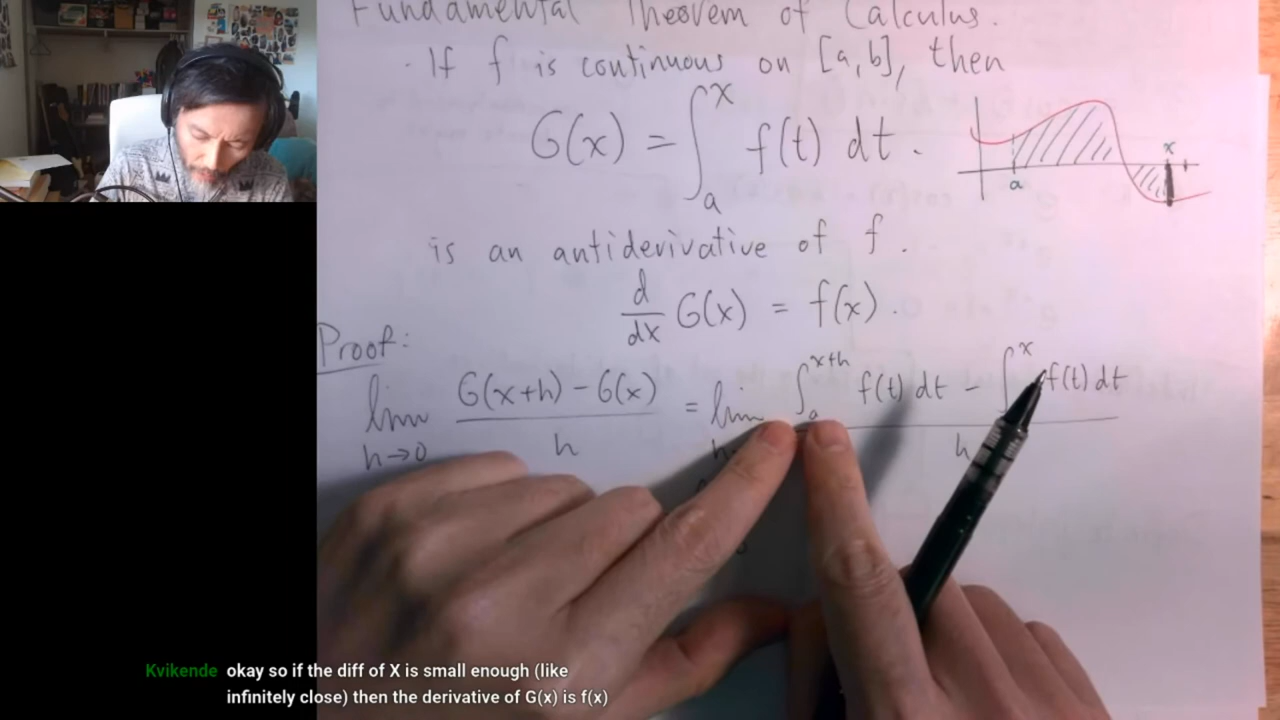 Fundamental Theorem of Calculus.
· If f is continuous on [a,b], then
G(x) = ∫_a^x f(t) dt.
x
a
is an antiderivative of f.
d/dx G(x) = f(x).
Proof:
lim h→0 (G(x+h) - G(x))/h = lim (∫_a^{x+h} f(t) dt - ∫^x f(t) dt)/h
Kvikende okay so if the diff of X is small enough (like
infinitely close) then the derivative of G(x) is f(x)